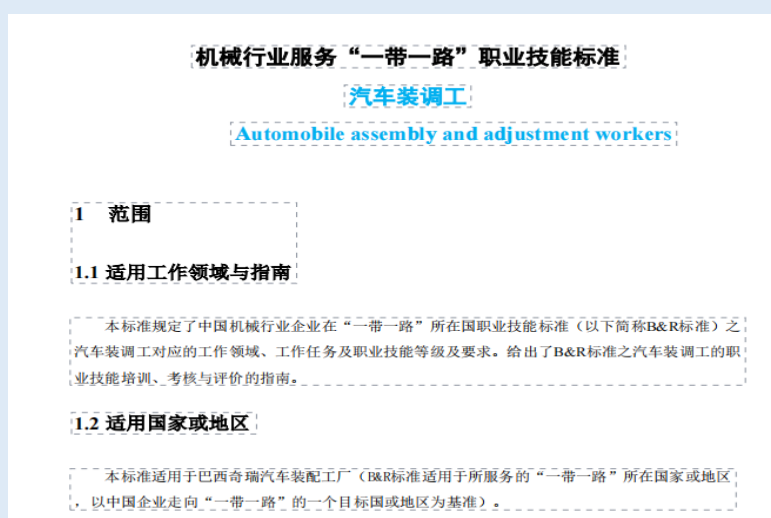 机械行业服务“一带一路”职业技能标准
汽车装调工
Automobile assembly and adjustment workers
1 范围
1.1 适用工作领域与指南
本标准规定了中国机械行业企业在“一带一路”所在国职业技能标准（以下简称B&R标准）之
汽车装调工对应的工作领域、工作任务及职业技能等级及要求。给出了B&R标准之汽车装调工的职
业技能培训、考核与评价的指南。
1.2 适用国家或地区
本标准适用于巴西奇瑞汽车装配工厂（B&R标准适用于所服务的“一带一路”所在国家或地区
，以中国企业走向“一带一路”的一个目标国或地区为基准）。